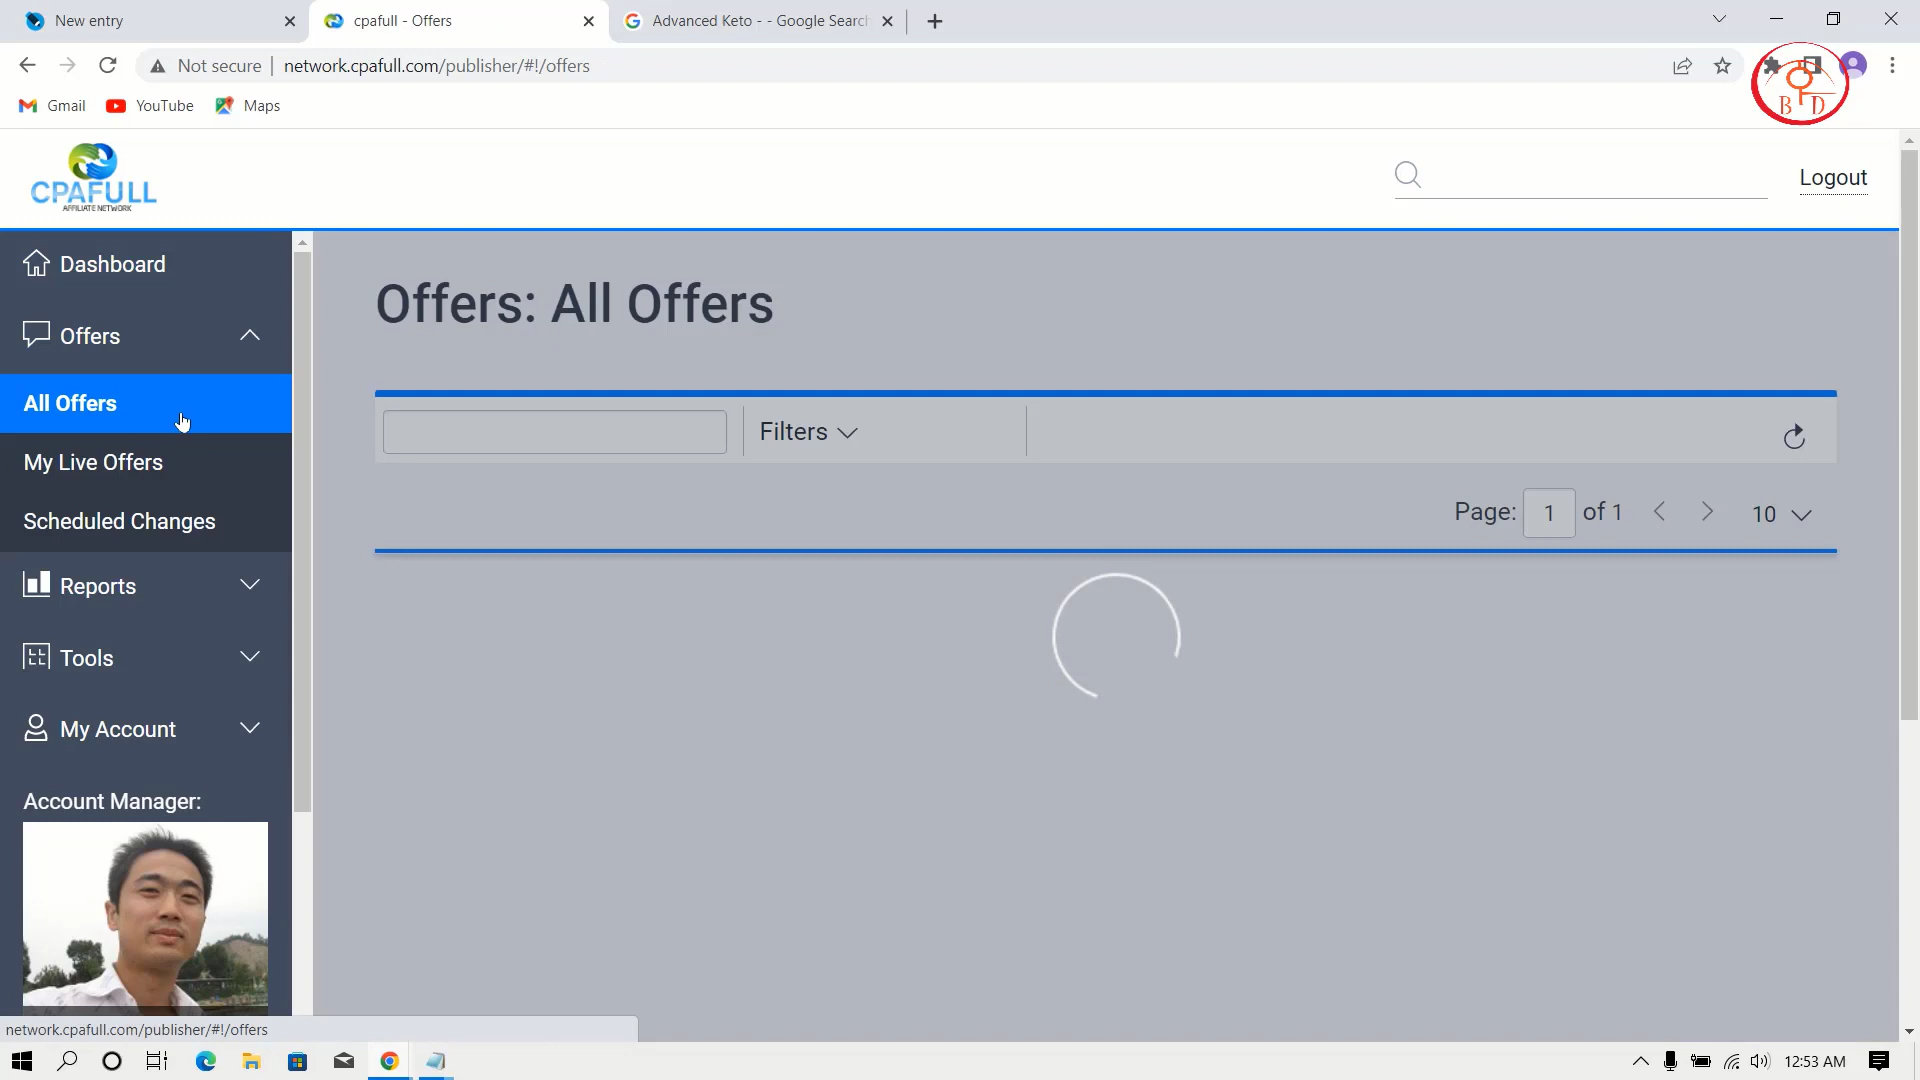 New entry
cpafull - Offers
Advanced Keto - - Google Search
Not secure
network.cpafull.com/publisher/#!/offers
Gmail
YouTube
Maps
B D
CPAFULL
AFFILIATE NETWORK
Logout
Dashboard
Offers
All Offers
My Live Offers
Scheduled Changes
Reports
Tools
My Account
Account Manager:
Offers: All Offers
Filters
Page: 1 of 1
10
network.cpafull.com/publisher/#!/offers
12:53 AM